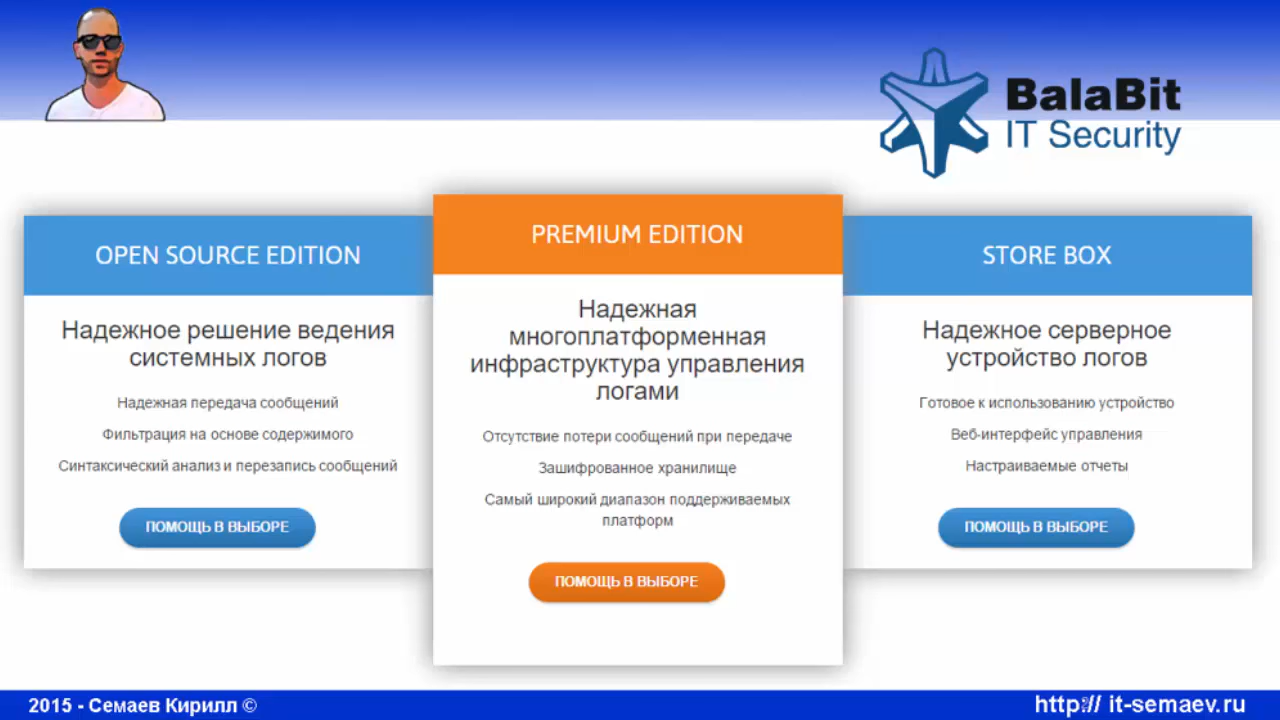 BalaBit
IT Security
OPEN SOURCE EDITION
Надежное решение ведения
системных логов
Надежная передача сообщений
Фильтрация на основе содержимого
Синтаксический анализ и перезапись сообщений
ПОМОЩЬ В ВЫБОРЕ
PREMIUM EDITION
Надежная
многоплатформенная
инфраструктура управления
логами
Отсутствие потери сообщений при передаче
Зашифрованное хранилище
Самый широкий диапазон поддерживаемых
платформ
ПОМОЩЬ В ВЫБОРЕ
STORE BOX
Надежное серверное
устройство логов
Готовое к использованию устройство
Веб-интерфейс управления
Настраиваемые отчеты
ПОМОЩЬ В ВЫБОРЕ
2015 - Семаев Кирилл ©
http:// it-semaev.ru